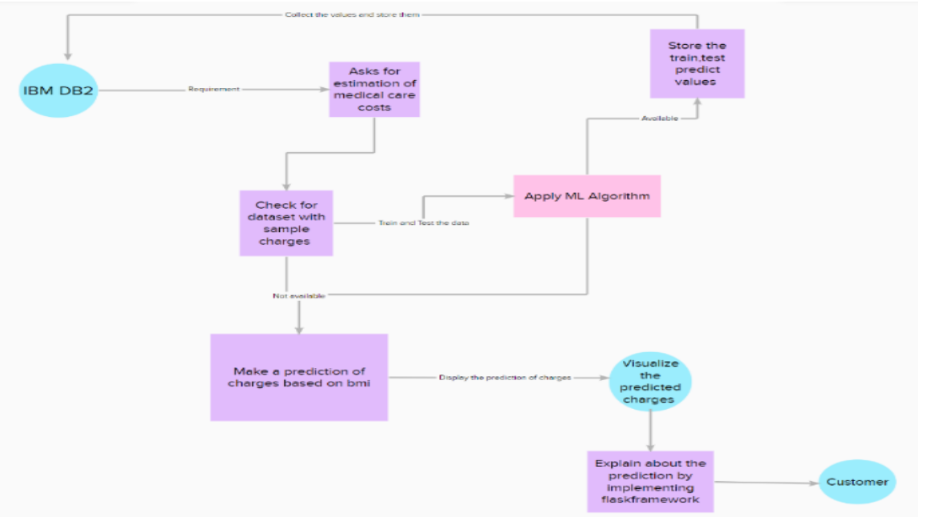 Collect the values and store them
Store the
train,test
predict
values
IBM DB2
Requirement
Asks for
estimation of
medical care
costs
Available
Check for
dataset with
sample
charges
Train and Test the data
Apply ML Algorithm
Not available
Make a prediction of
charges based on bmi
Display the prediction of charges
Visualize
the
predicted
charges
Explain about the
prediction by
implementing
flaskframework
Customer